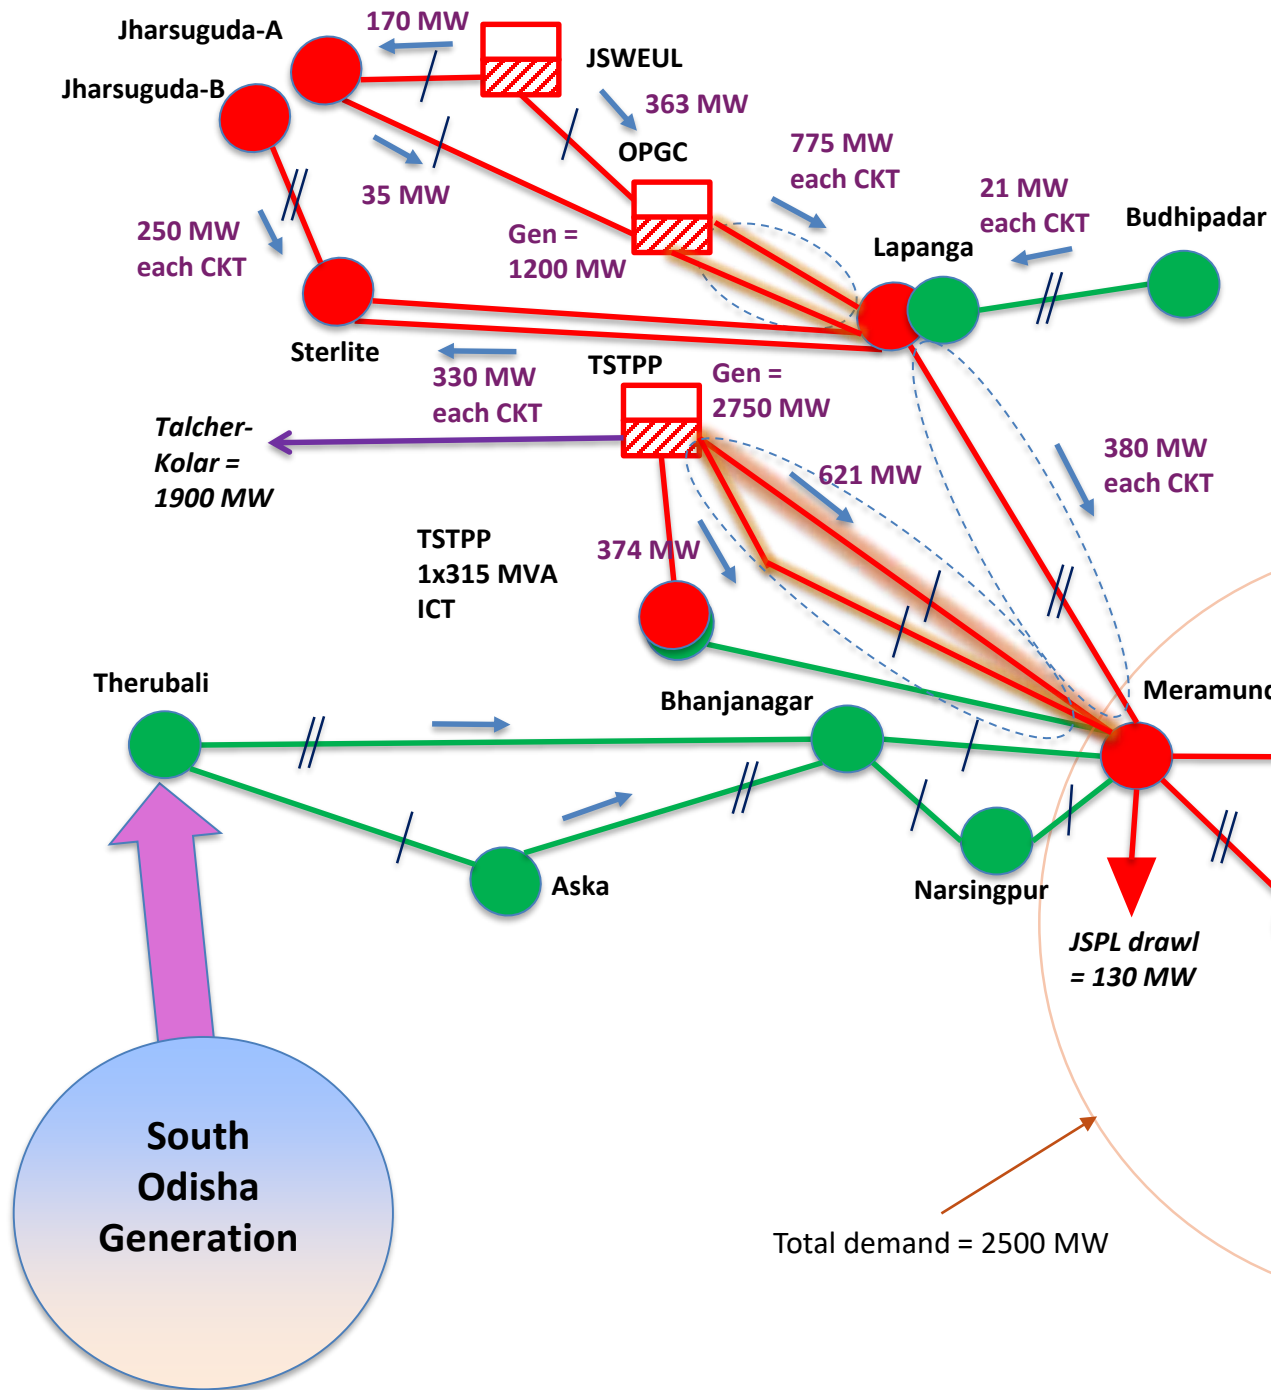 170 MW
Jharsuguda-A
JSWEUL
Jharsuguda-B
363 MW
OPGC
775 MW
each CKT
35 MW
21 MW
each CKT
Budhipadar
250 MW
each CKT
Gen =
1200 MW
Lapanga
Sterlite
TSTPP
Gen =
2750 MW
330 MW
each CKT
Talcher-
Kolar =
1900 MW
380 MW
each CKT
621 MW
TSTPP
1x315 MVA
ICT
374 MW
Therubali
Bhanjanagar
Meramund
Aska
Narsingpur
JSPL drawl
= 130 MW
South
Odisha
Generation
Total demand = 2500 MW